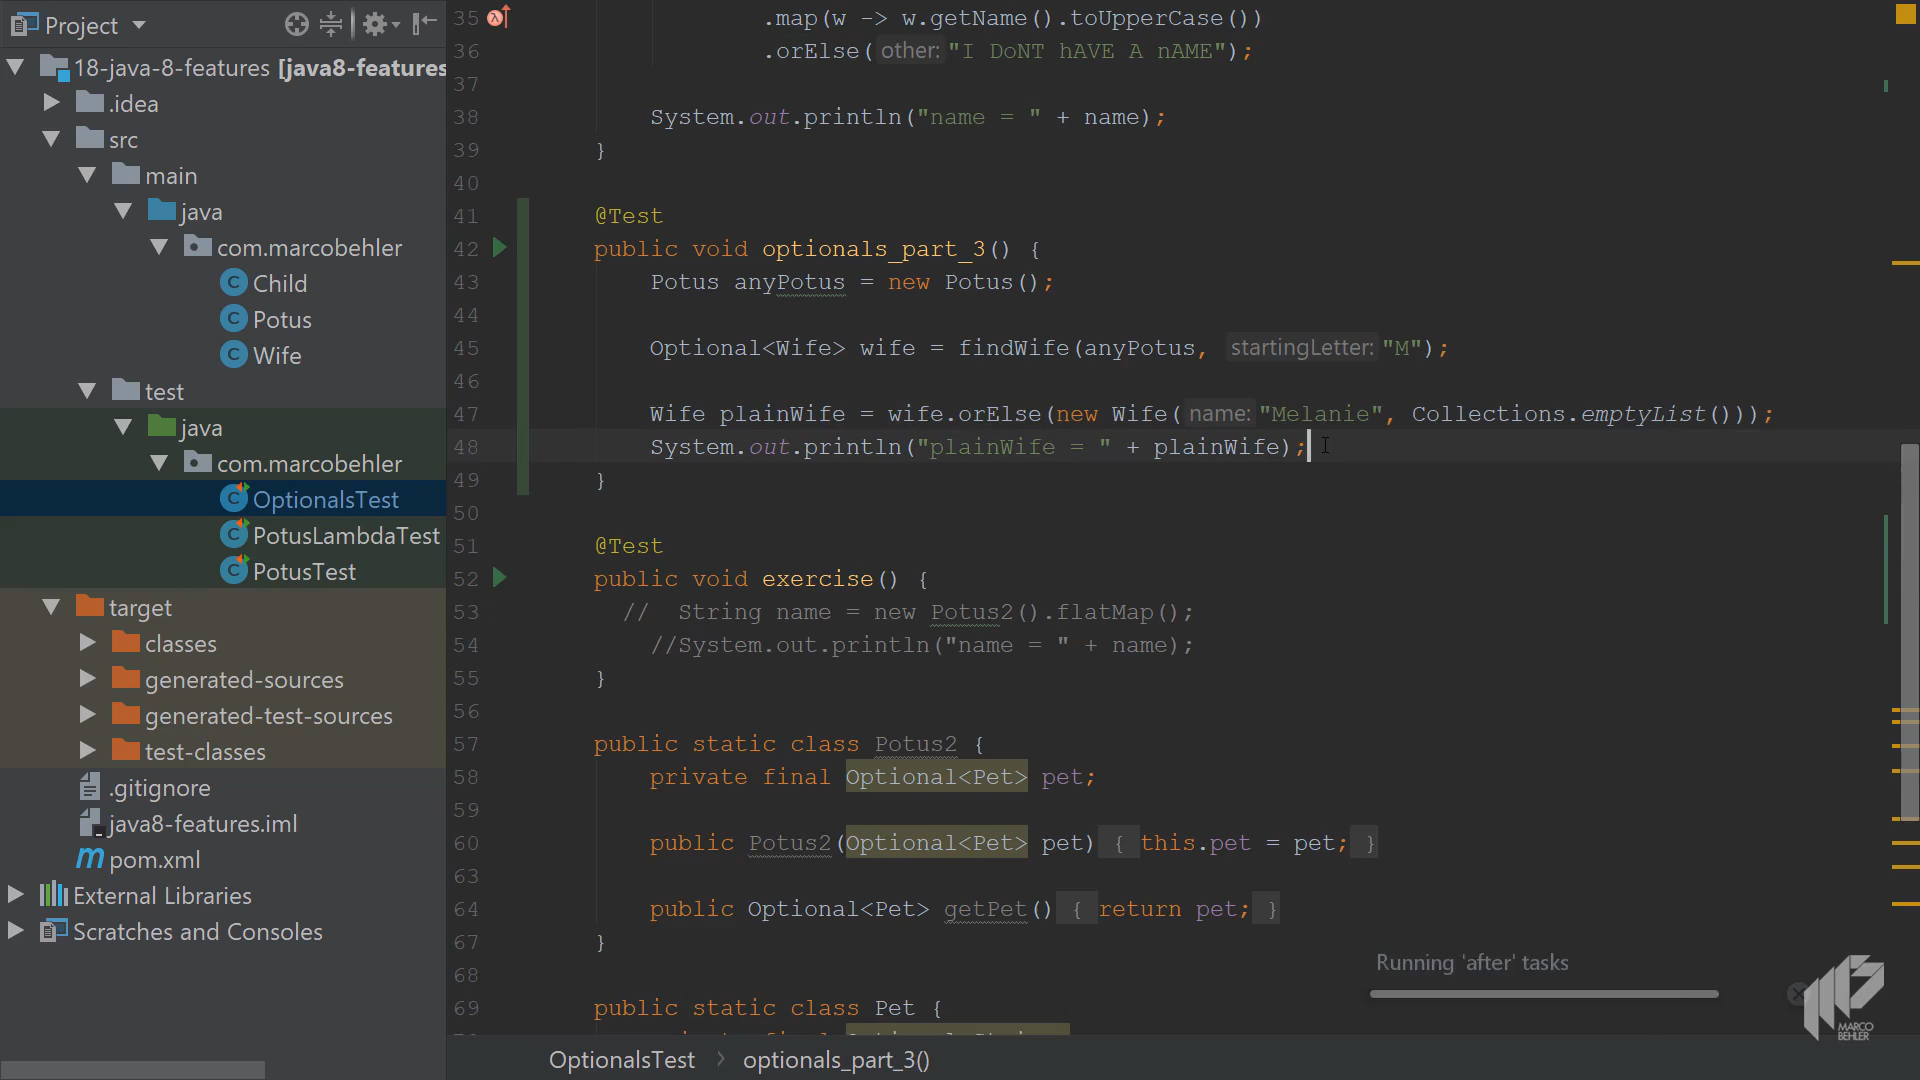 Project
18-java-8-features [java8-features
.idea
src
main
java
com.marcobehler
Child
Potus
Wife
test
java
com.marcobehler
OptionalsTest
PotusLambdaTest
PotusTest
target
classes
generated-sources
generated-test-sources
test-classes
.gitignore
java8-features.iml
pom.xml
External Libraries
Scratches and Consoles
35 .map(w -> w.getName().toUpperCase())
36 .orElse( other: "I DoNT hAVE A nAME");
37
38 System.out.println("name = " + name);
39 }
40
41 @Test
42 public void optionals_part_3() {
43 Potus anyPotus = new Potus();
44
45 Optional<Wife> wife = findWife(anyPotus, startingLetter: "M");
46
47 Wife plainWife = wife.orElse(new Wife( name: "Melanie", Collections.emptyList()));
48 System.out.println("plainWife = " + plainWife);
49 }
50
51 @Test
52 public void exercise() {
53 // String name = new Potus2().flatMap();
54 //System.out.println("name = " + name);
55 }
56
57 public static class Potus2 {
58 private final Optional<Pet> pet;
59
60 public Potus2(Optional<Pet> pet) { this.pet = pet; }
63
64 public Optional<Pet> getPet() { return pet; }
67 }
68
69 public static class Pet {
Running 'after' tasks
MARCO
BEHLER
OptionalsTest > optionals_part_3()